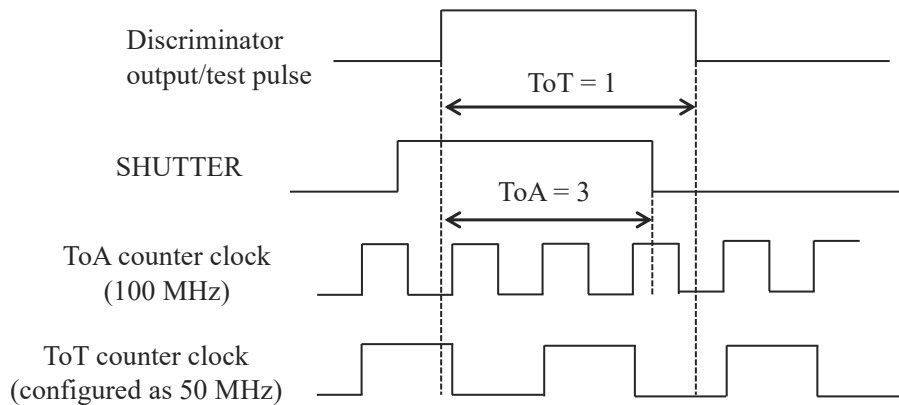 Discriminator
output/test pulse
ToT = 1
SHUTTER
ToA = 3
ToA counter clock
(100 MHz)
ToT counter clock
(configured as 50 MHz)